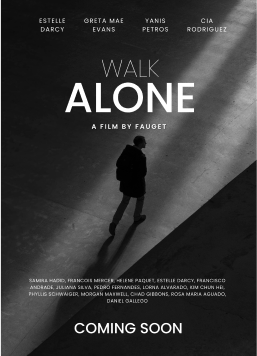 ESTELLE DARCY
GRETA MAE EVANS
YANIS PETROS
CIA RODRIGUEZ
WALK
ALONE
A FILM BY FAUGET
SAMIRA HADID, FRANCOIS MERCER, HELENE PAQUET, ESTELLE DARCY, FRANCISCO
ANDRADE, JULIANA SILVA, PEDRO FERNANDES, LORNA ALVARADO, KIM CHUN HEI,
PHYLLIS SCHWAIGER, MORGAN MAXWELL, CHAD GIBBONS, ROSA MARIA AGUADO,
DANIEL GALLEGO
COMING SOON